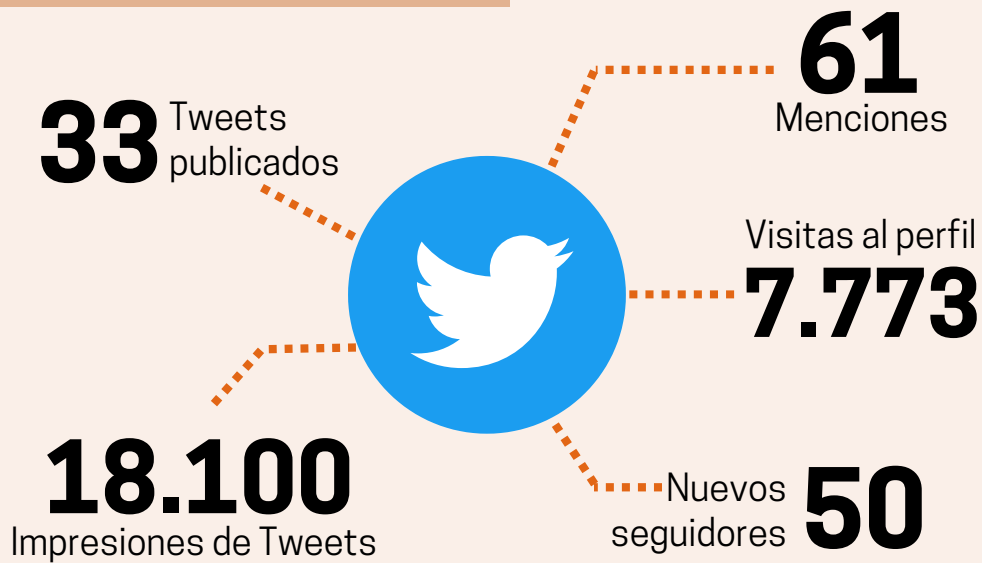 33
Tweets
publicados
61
Menciones
Visitas al perfil
7.773
18.100
Impresiones de Tweets
Nuevos
seguidores
50